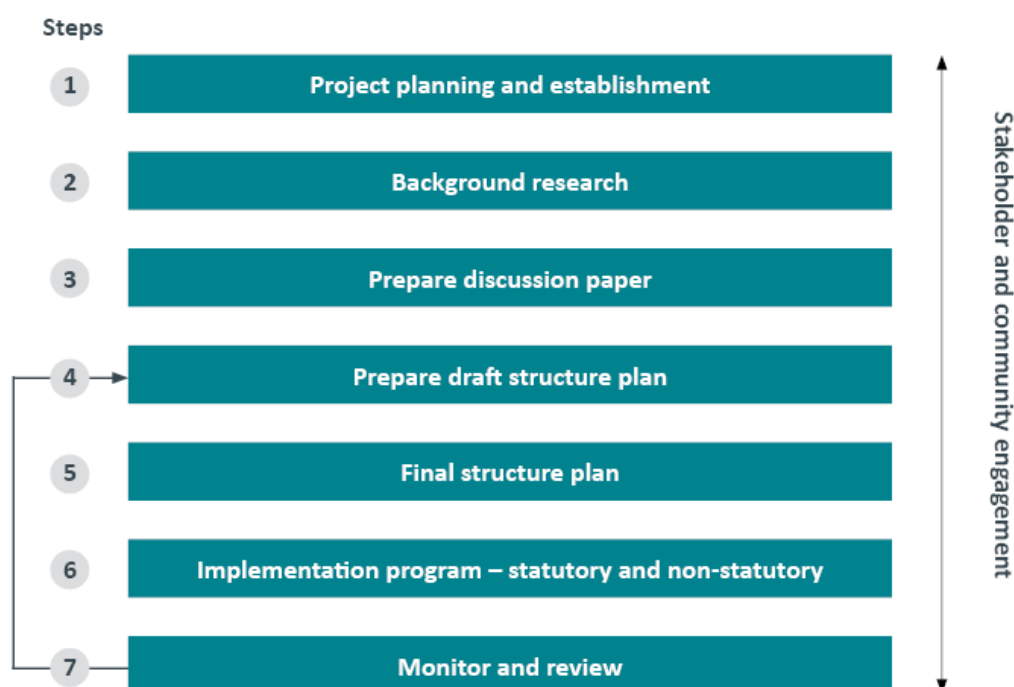 Steps
1
Project planning and establishment
2
Background research
3
Prepare discussion paper
4
Prepare draft structure plan
5
Final structure plan
6
Implementation program – statutory and non-statutory
7
Monitor and review
Stakeholder and community engagement